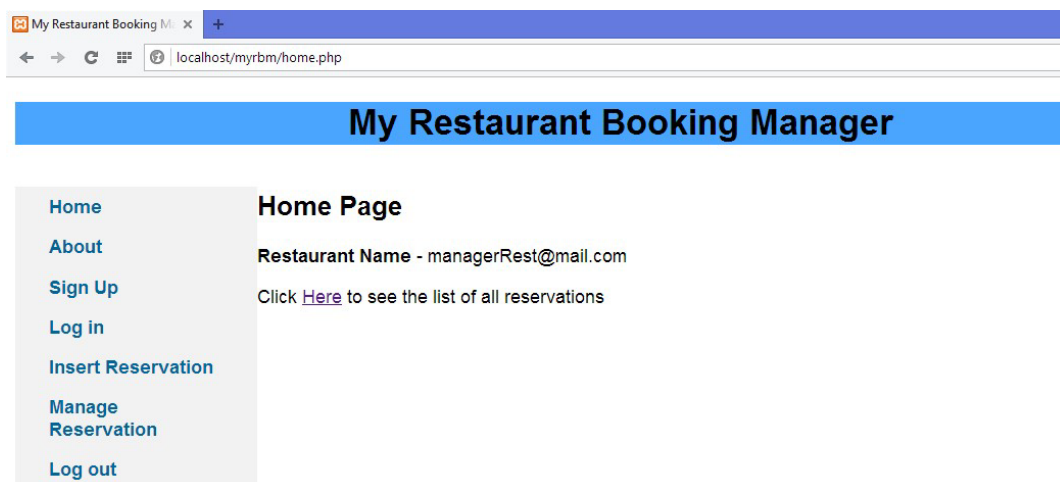 My Restaurant Booking M
localhost/myrbm/home.php
My Restaurant Booking Manager
Home
About
Sign Up
Log in
Insert Reservation
Manage
Reservation
Log out
Home Page
Restaurant Name - managerRest@mail.com
Click Here to see the list of all reservations